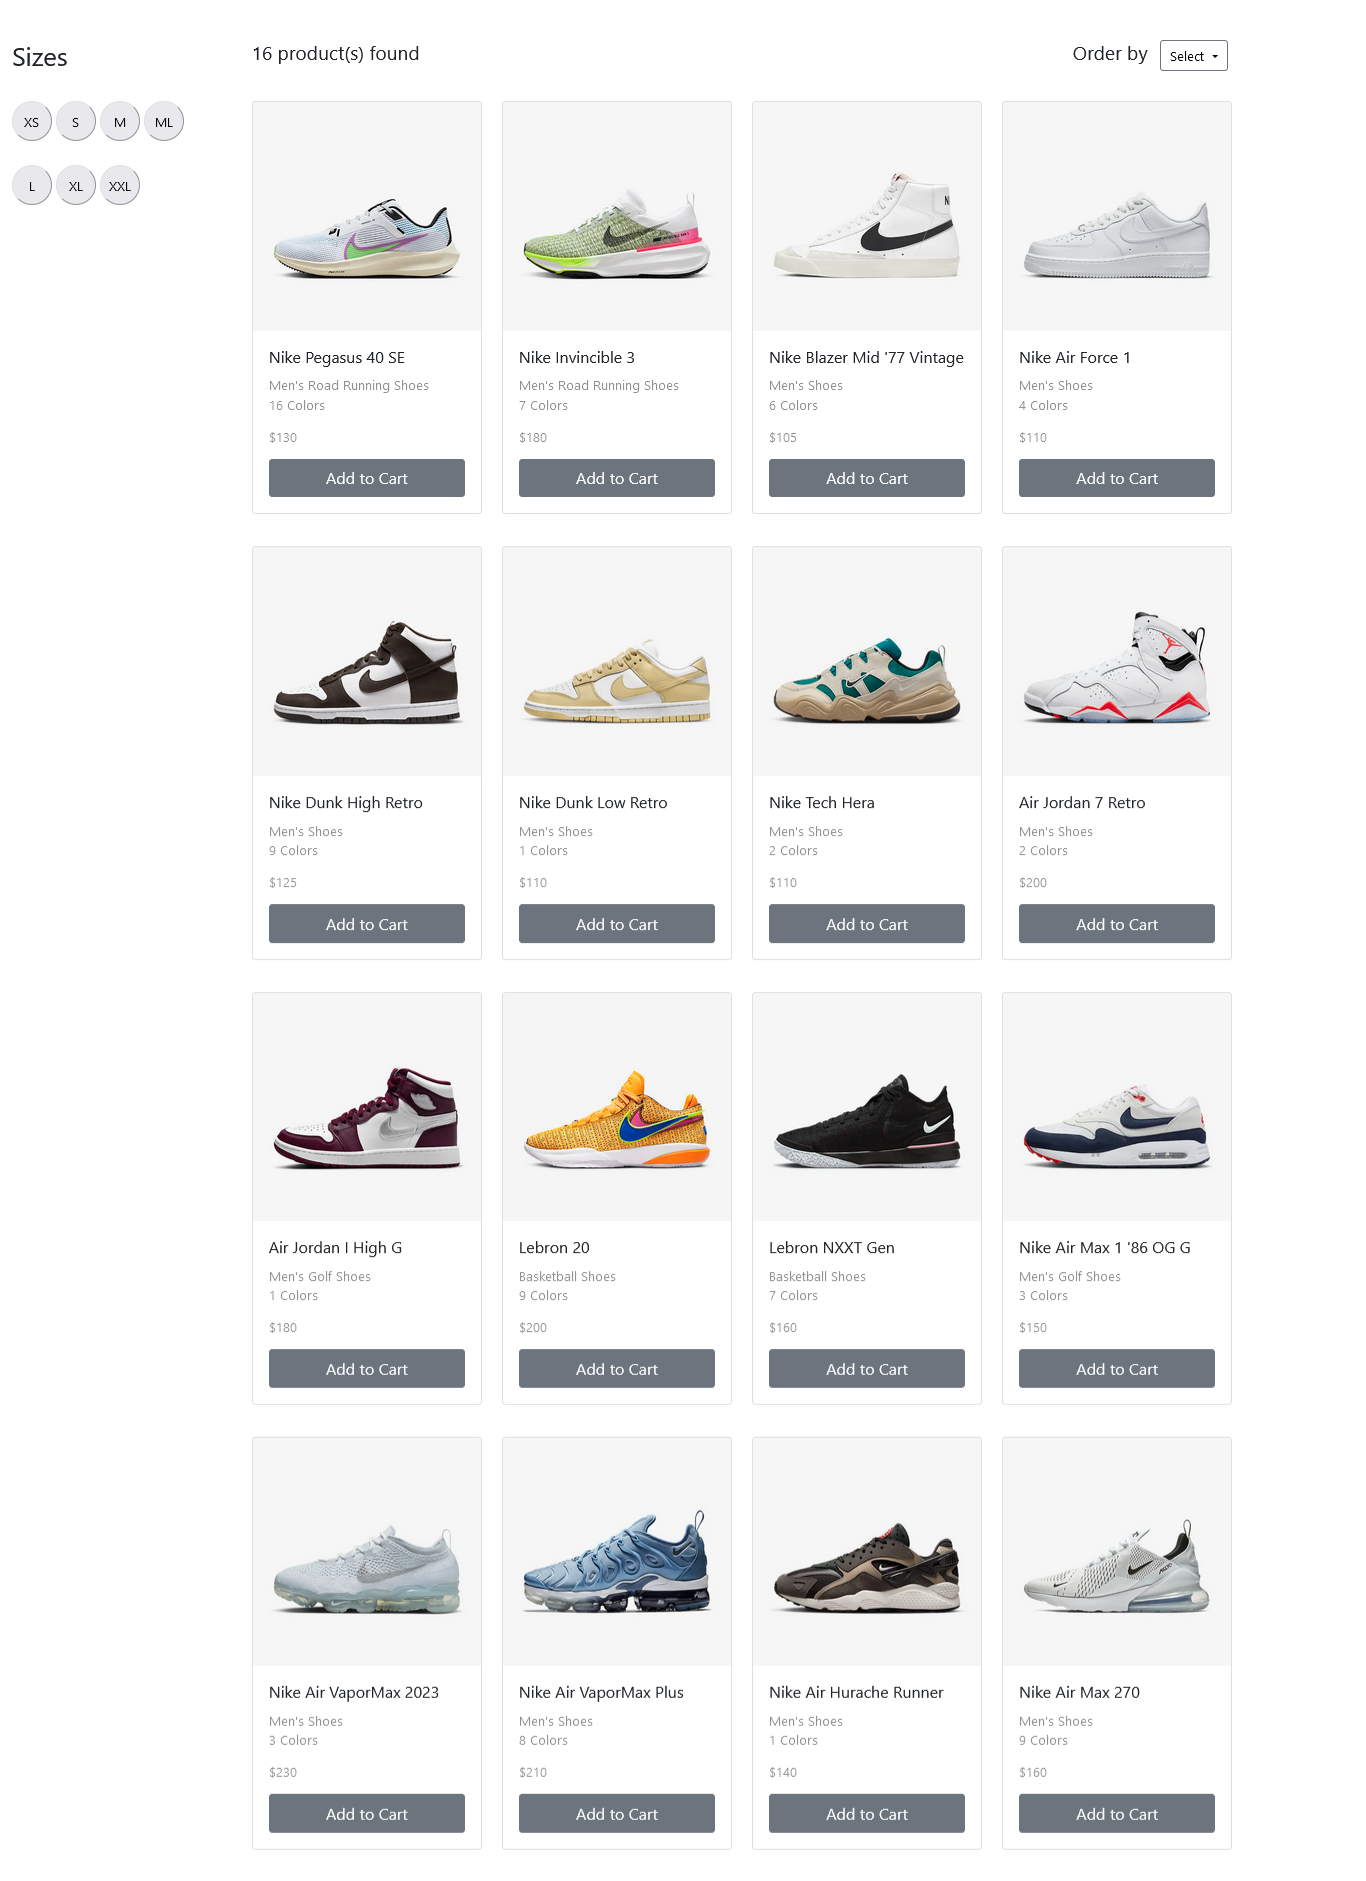 Sizes
16 product(s) found
Order by
Select
XS
S
M
ML
L
XL
XXL
Nike Pegasus 40 SE
Men's Road Running Shoes
16 Colors
$130
Add to Cart
Nike Invincible 3
Men's Road Running Shoes
7 Colors
$180
Add to Cart
Nike Blazer Mid '77 Vintage
Men's Shoes
6 Colors
$105
Add to Cart
Nike Air Force 1
Men's Shoes
4 Colors
$110
Add to Cart
Nike Dunk High Retro
Men's Shoes
9 Colors
$125
Add to Cart
Nike Dunk Low Retro
Men's Shoes
1 Colors
$110
Add to Cart
Nike Tech Hera
Men's Shoes
2 Colors
$110
Add to Cart
Air Jordan 7 Retro
Men's Shoes
2 Colors
$200
Add to Cart
Air Jordan I High G
Men's Golf Shoes
1 Colors
$180
Add to Cart
Lebron 20
Basketball Shoes
9 Colors
$200
Add to Cart
Lebron NXXT Gen
Basketball Shoes
7 Colors
$160
Add to Cart
Nike Air Max 1 '86 OG G
Men's Golf Shoes
3 Colors
$150
Add to Cart
Nike Air VaporMax 2023
Men's Shoes
3 Colors
$230
Add to Cart
Nike Air VaporMax Plus
Men's Shoes
8 Colors
$210
Add to Cart
Nike Air Hurache Runner
Men's Shoes
1 Colors
$140
Add to Cart
Nike Air Max 270
Men's Shoes
9 Colors
$160
Add to Cart